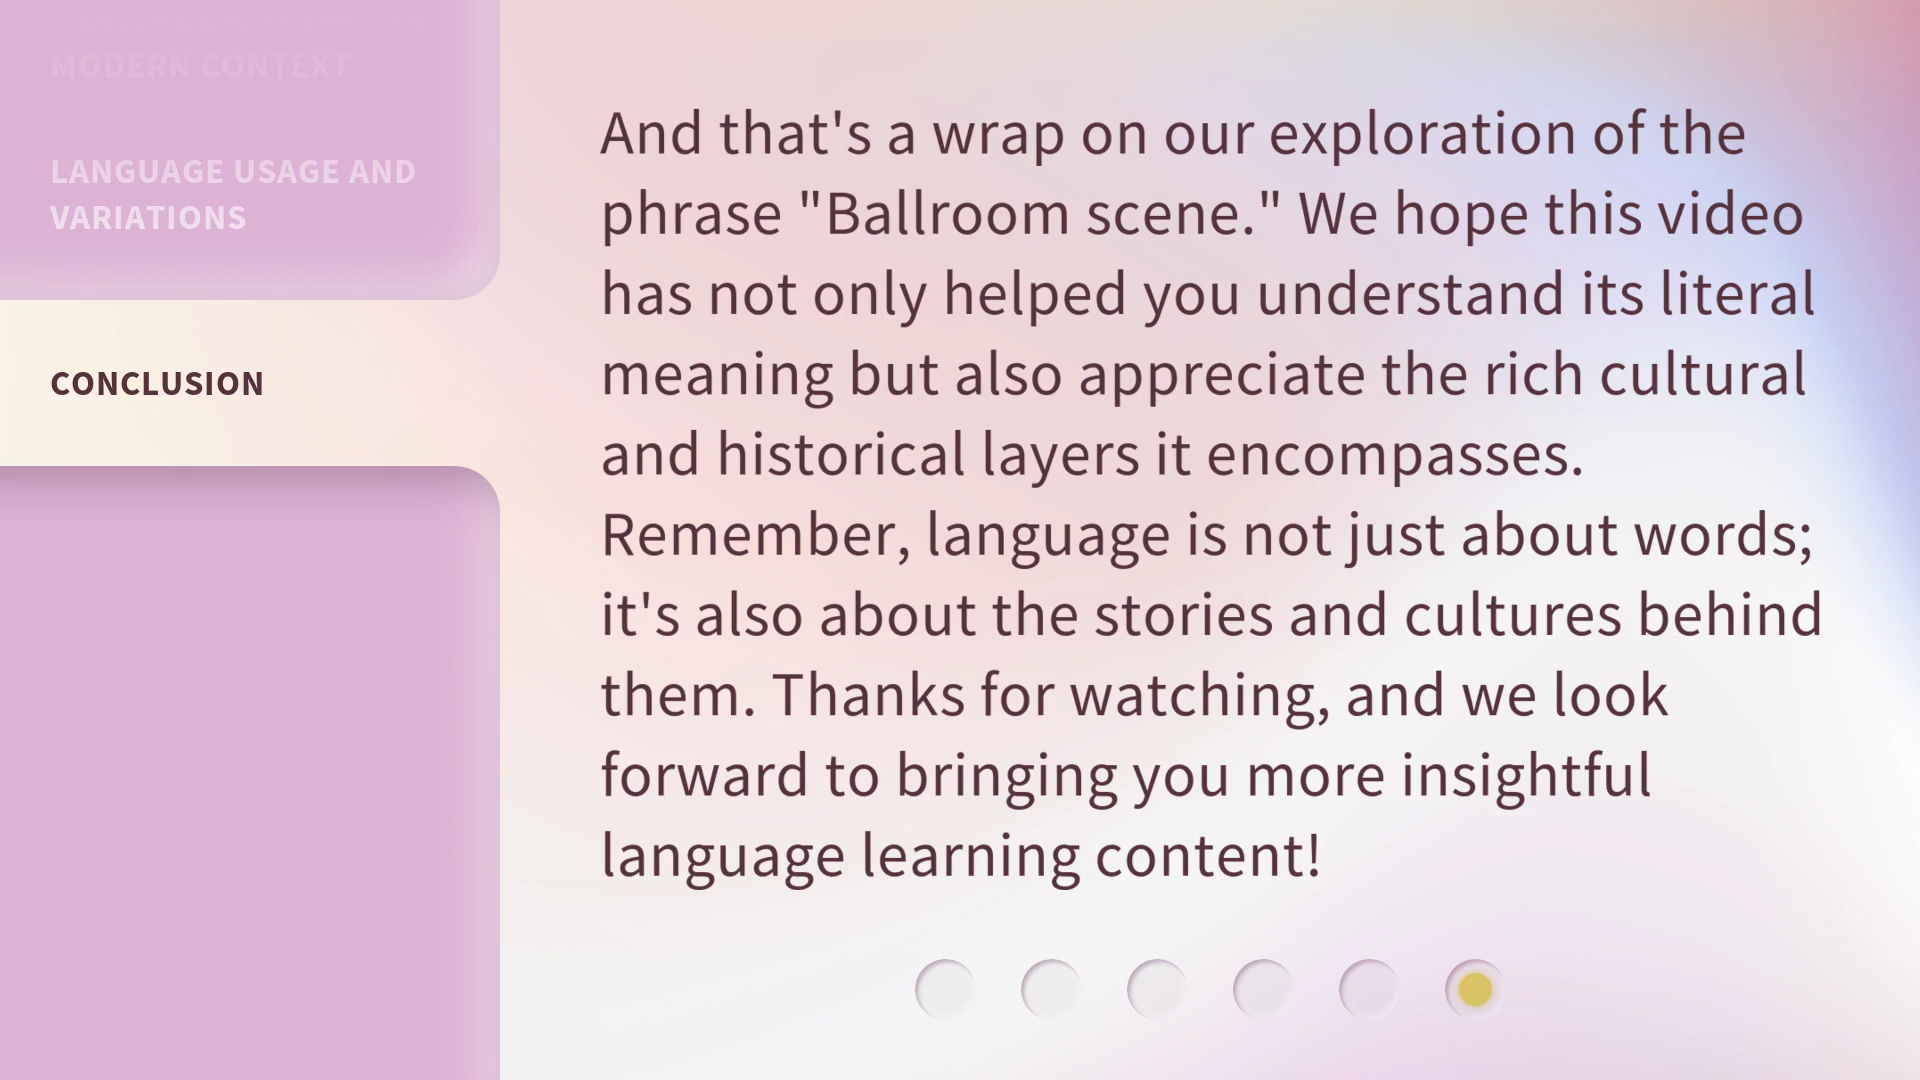 MODERN CONTEXT
LANGUAGE USAGE AND
VARIATIONS
CONCLUSION
And that's a wrap on our exploration of the
phrase "Ballroom scene." We hope this video
has not only helped you understand its literal
meaning but also appreciate the rich cultural
and historical layers it encompasses.
Remember, language is not just about words;
it's also about the stories and cultures behind
them. Thanks for watching, and we look
forward to bringing you more insightful
language learning content!